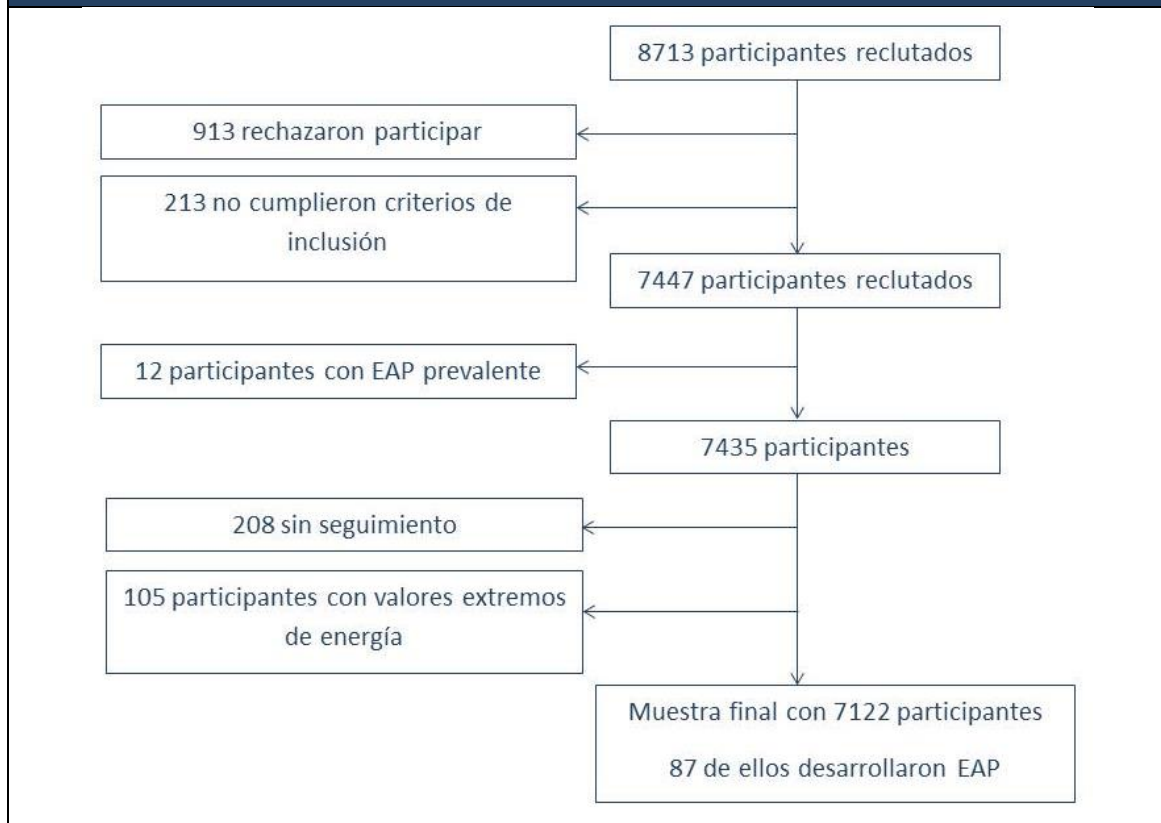 8713 participantes reclutados
913 rechazaron participar
213 no cumplieron criterios de
inclusión
7447 participantes reclutados
12 participantes con EAP prevalente
7435 participantes
208 sin seguimiento
105 participantes con valores extremos
de energía
Muestra final con 7122 participantes
87 de ellos desarrollaron EAP